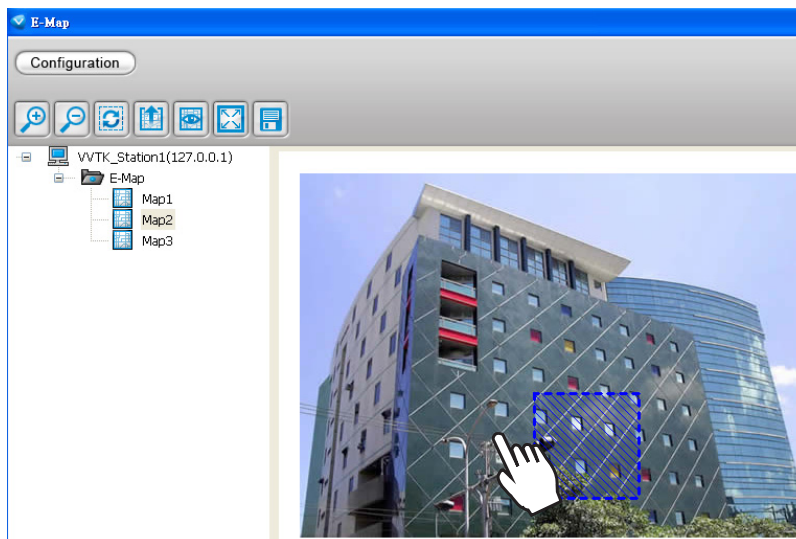 E-Map
Configuration
VVTK_Station1(127.0.0.1)
E-Map
Map1
Map2
Map3